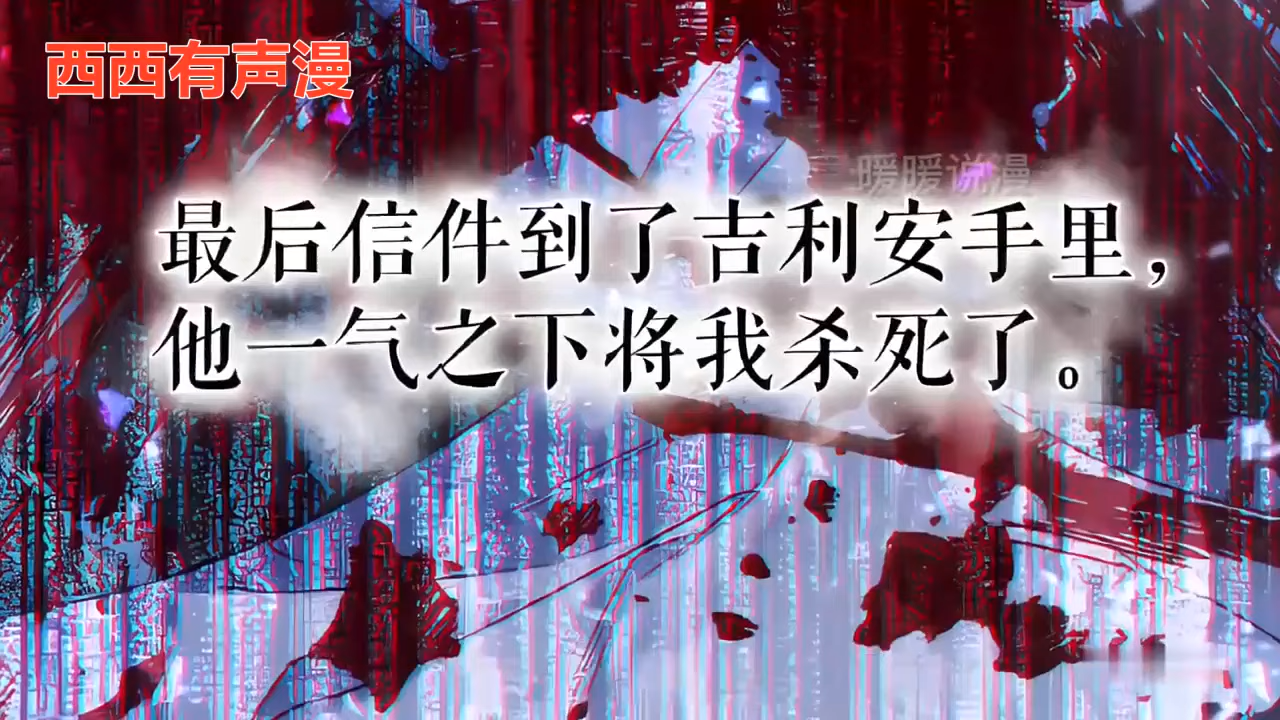 西西有声漫
暖暖说漫
最后信件到了吉利安手里，
他一气之下将我杀死了。